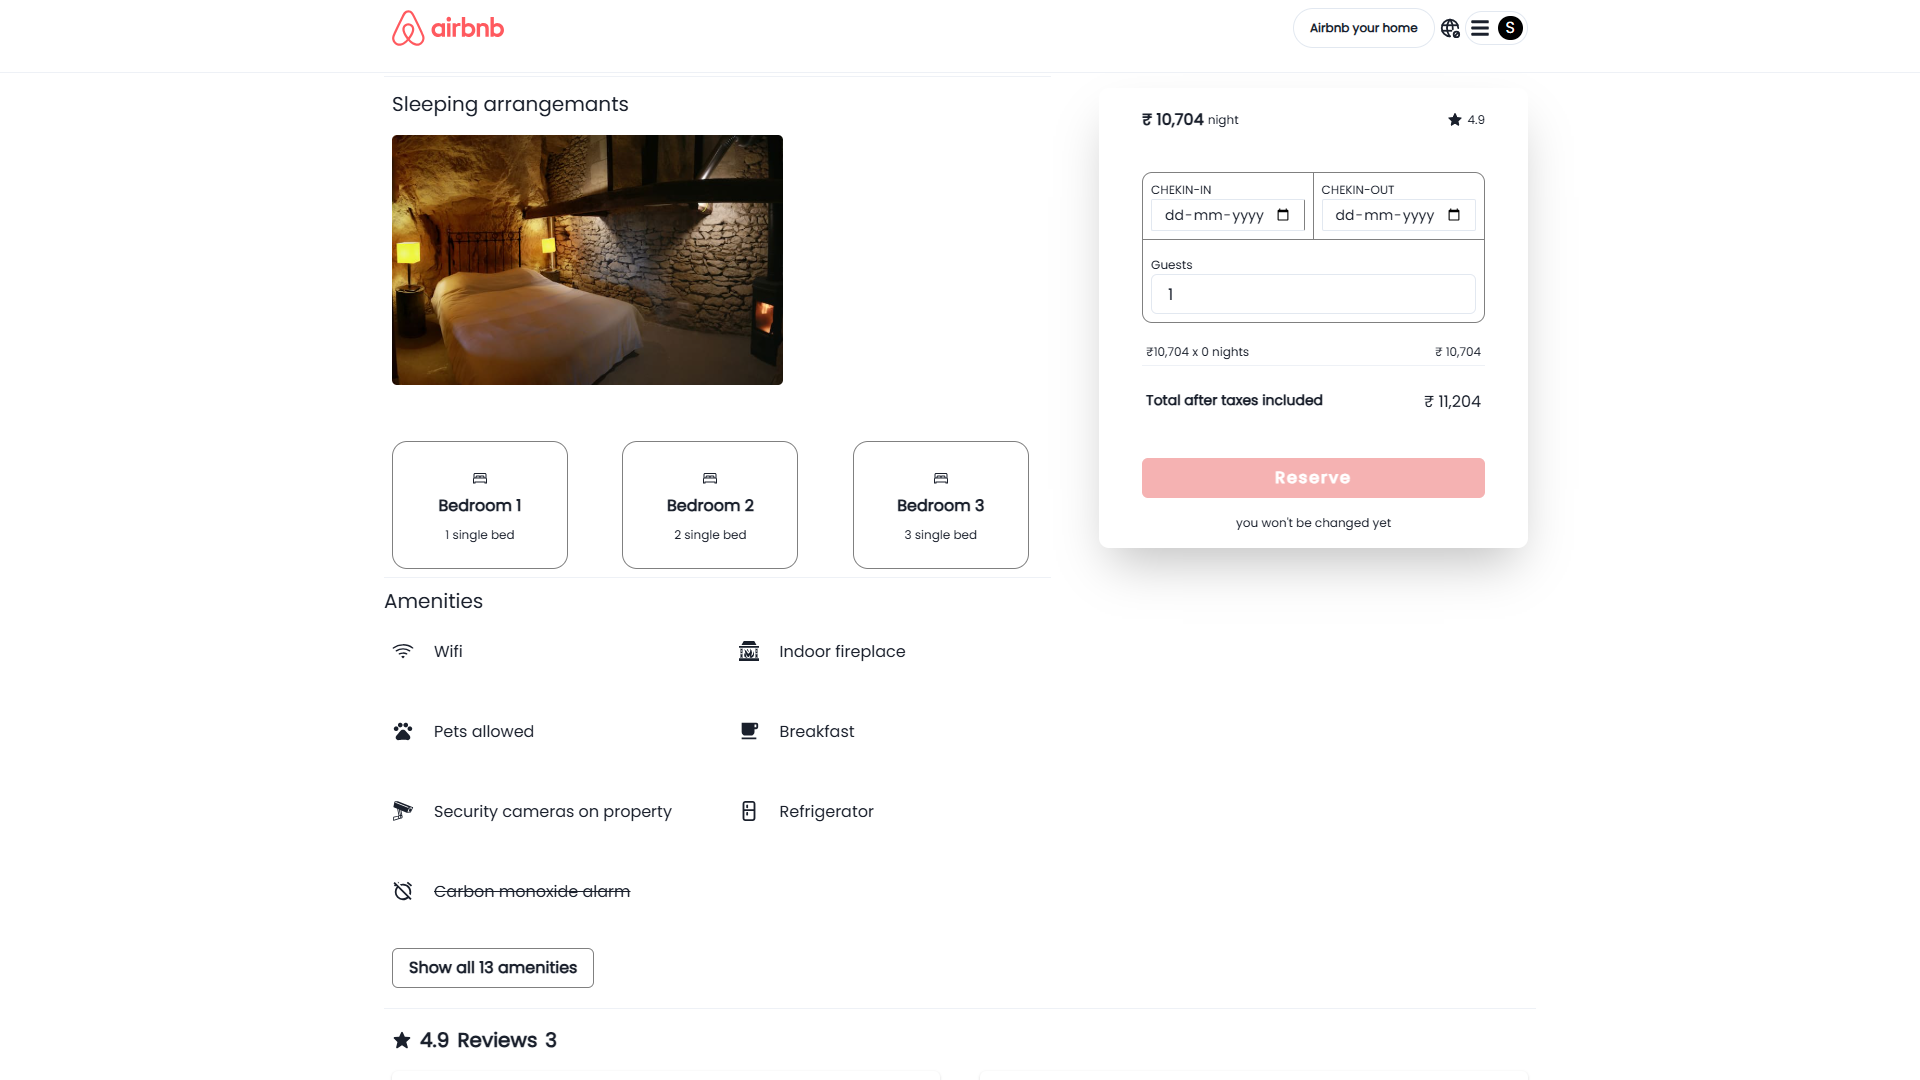 airbnb
Airbnb your home
S
Sleeping arrangemants
Bedroom 1
1 single bed
Bedroom 2
2 single bed
Bedroom 3
3 single bed
₹ 10,704 night
4.9
CHEKIN-IN
dd-mm-yyyy
CHEKIN-OUT
dd-mm-yyyy
Guests
1
₹10,704 x 0 nights
₹ 10,704
Total after taxes included
₹ 11,204
Reserve
you won't be changed yet
Amenities
Wifi
Indoor fireplace
Pets allowed
Breakfast
Security cameras on property
Refrigerator
Carbon monoxide alarm
Show all 13 amenities
4.9 Reviews 3